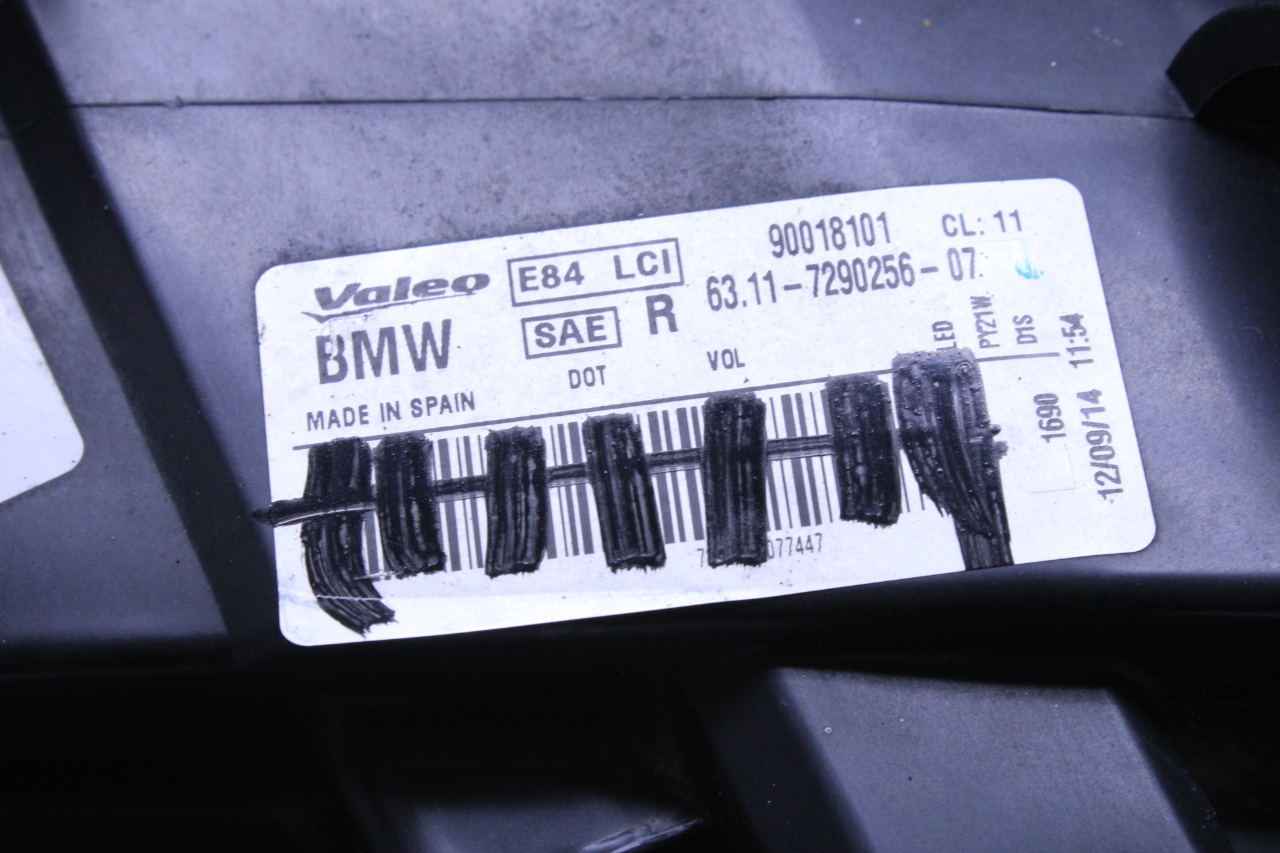 Valeo E84 LCI 90018101 CL: 11
BMW SAE R 63.11-7290256-07
MADE IN SPAIN DOT VOL
LED
PY21W
D1S
1690
12/09/14 11:54
077447